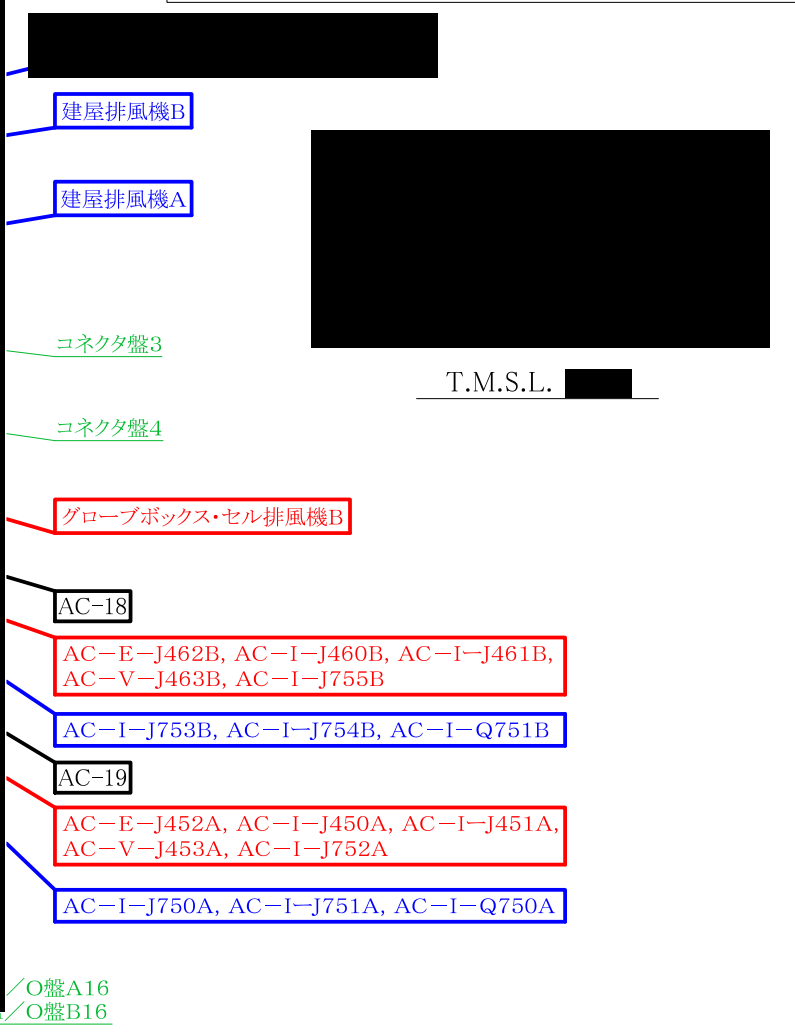 建屋排風機B
建屋排風機A
コネクタ盤3
T.M.S.L.
コネクタ盤4
グローブボックス・セル排風機B
AC-18
AC-E-J462B, AC-I-J460B, AC-I-J461B,
AC-V-J463B, AC-I-J755B
AC-I-J753B, AC-I-J754B, AC-I-Q751B
AC-19
AC-E-J452A, AC-I-J450A, AC-I-J451A,
AC-V-J453A, AC-I-J752A
AC-I-J750A, AC-I-J751A, AC-I-Q750A
/O盤A16
/O盤B16